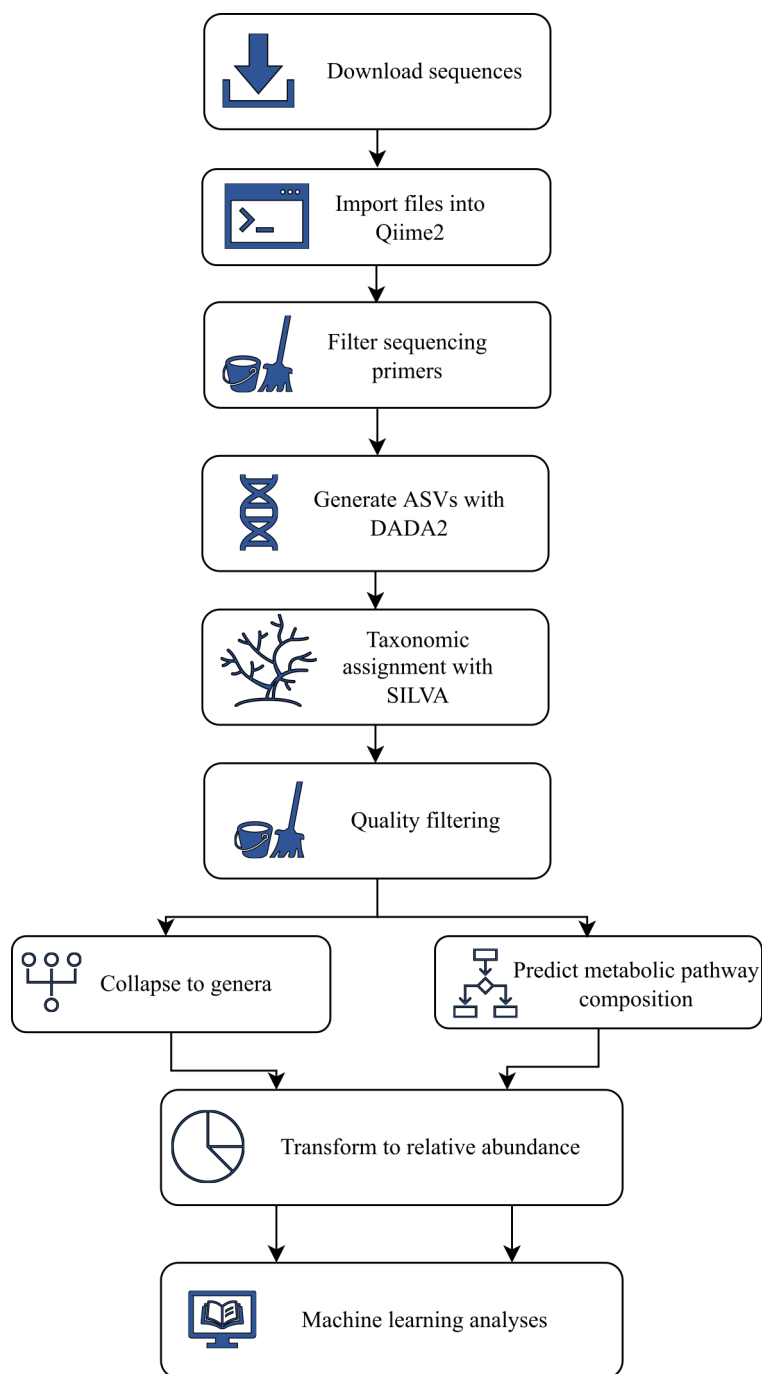 Download sequences
Import files into
Qiime2
Filter sequencing
primers
Generate ASVs with
DADA2
Taxonomic
assignment with
SILVA
Quality filtering
Collapse to genera
Predict metabolic pathway
composition
Transform to relative abundance
Machine learning analyses